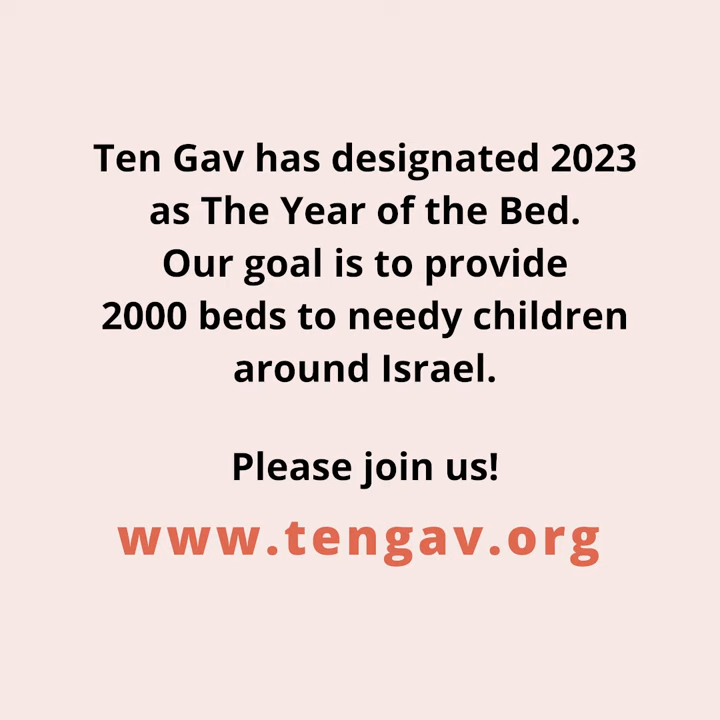 Ten Gav has designated 2023
as The Year of the Bed.
Our goal is to provide
2000 beds to needy children
around Israel.
Please join us!
www.tengav.org